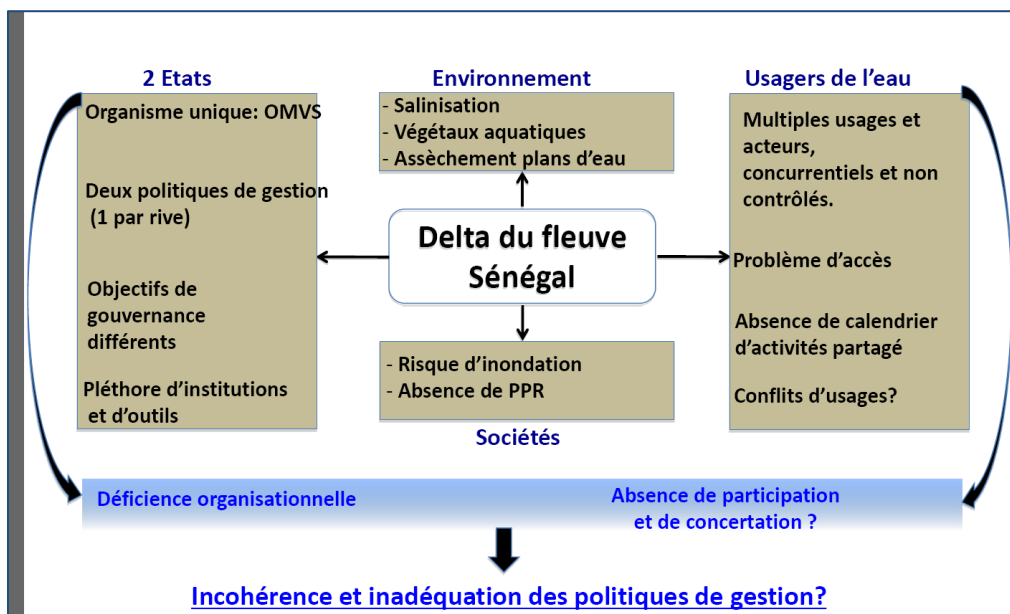 2 Etats
Organisme unique: OMVS
Deux politiques de gestion
(1 par rive)
Objectifs de
gouvernance
différents
Pléthore d’institutions
et d’outils
Environnement
- Salinisation
- Végétaux aquatiques
- Assèchement plans d’eau
Delta du fleuve
Sénégal
- Risque d’inondation
- Absence de PPR
Sociétés
Usagers de l’eau
Multiples usages et
acteurs,
concurrentiels et non
contrôlés.
Problème d’accès
Absence de calendrier
d’activités partagé
Conflits d’usages?
Déficience organisationnelle
Absence de participation
et de concertation ?
Incohérence et inadéquation des politiques de gestion?